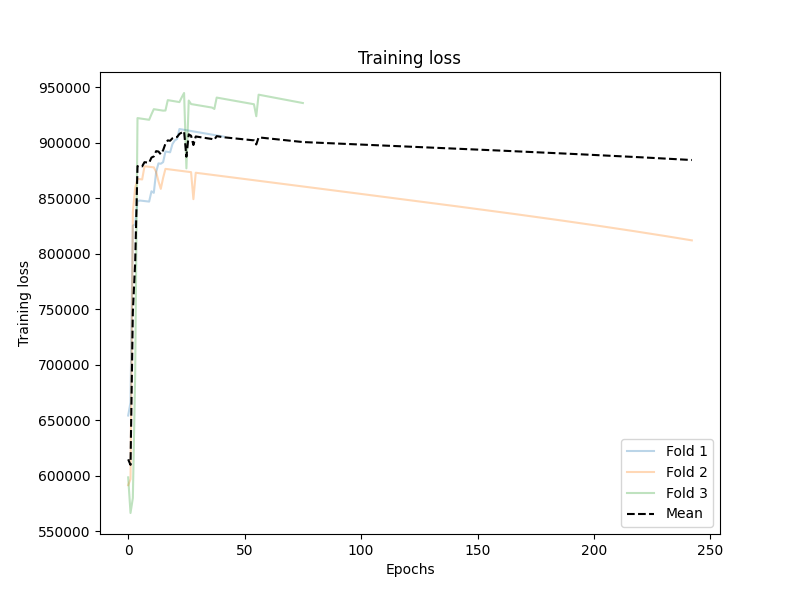 Training loss
950000
900000
850000
800000
750000
700000
650000
600000
550000
Training loss
0
50
100
150
200
250
Epochs
Fold 1
Fold 2
Fold 3
Mean